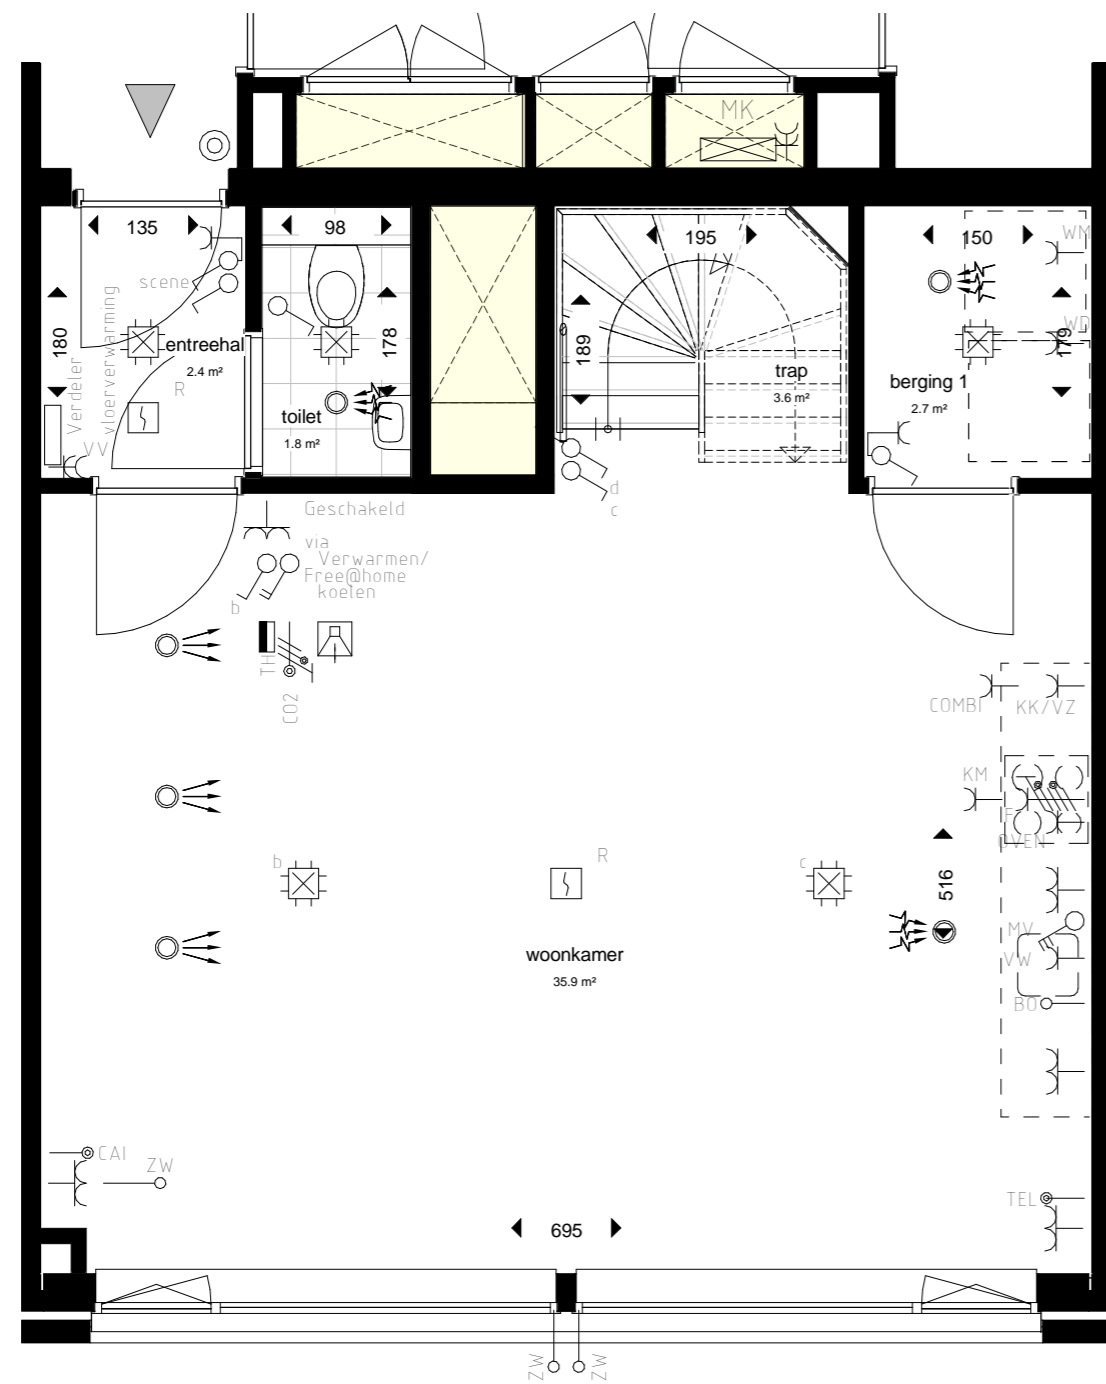 MK
135
98
195
150
WM
scene
180
Verdeler
vloerverwarming
entreehal
2.4 m²
R
VV
178
toilet
1.8 m²
189
trap
3.6 m²
WD
berging 1
2.7 m²
d
c
Geschakeld
via
Verwarmen/
Free@home
koelen
b
TH
CO2
COMBI
KK/VZ
KM
F
OVEN
b
R
c
516
woonkamer
35.9 m²
MV
VW
BO
CAI
ZW
TEL
695
ZW
ZW